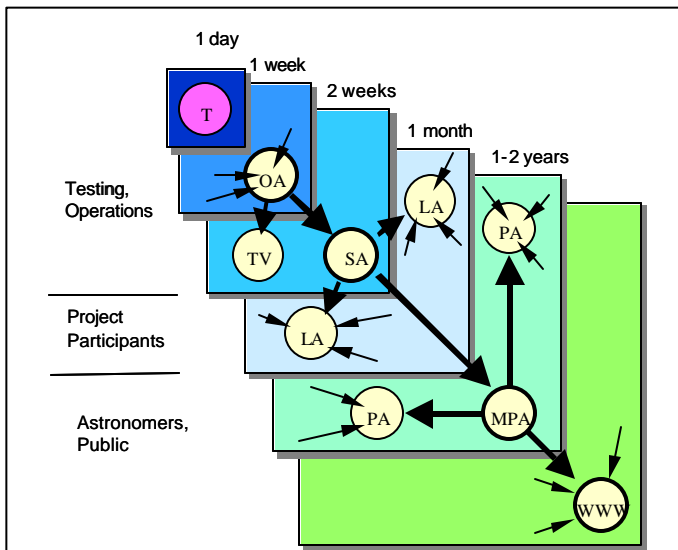 1 day
1 week
2 weeks
1 month
1-2 years
T
Testing,
Operations
OA
LA
PA
TV
SA
Project
Participants
LA
Astronomers,
Public
PA
MPA
WWW